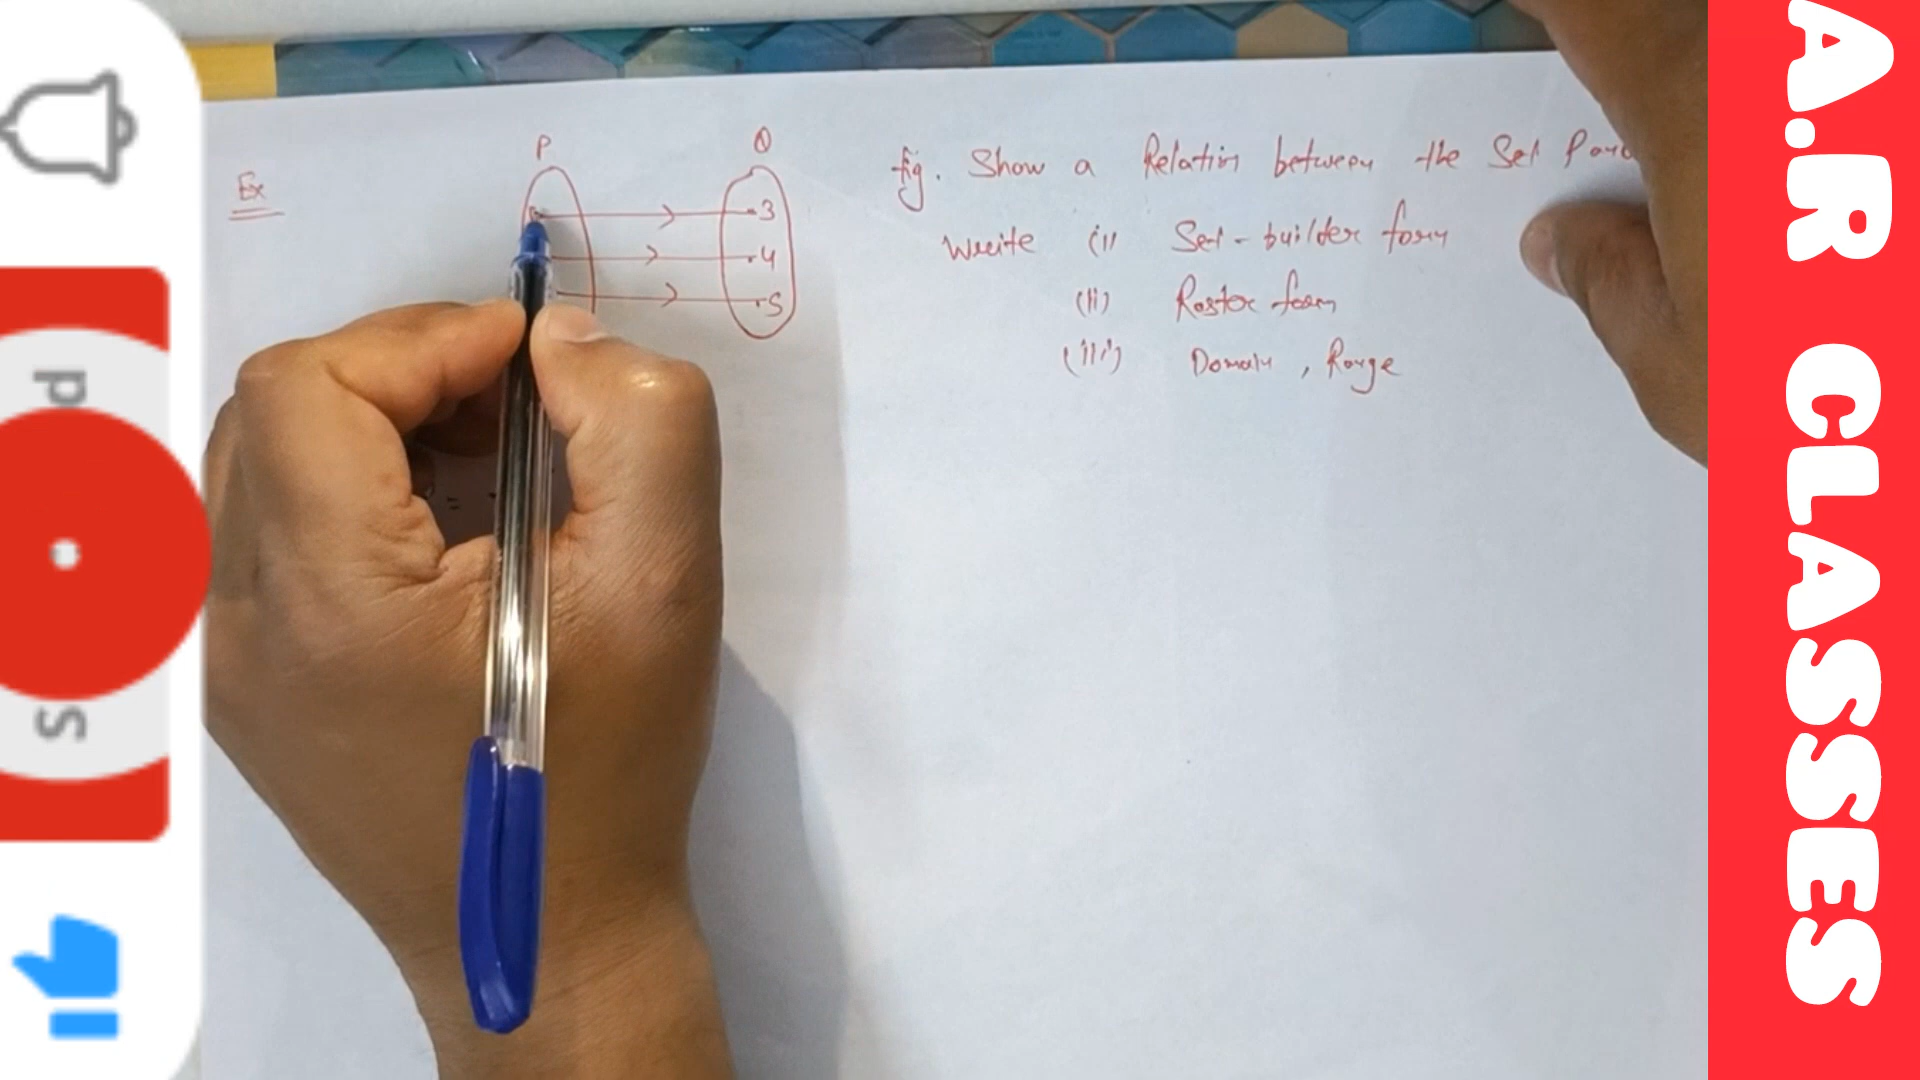 Ex
P Q
3
4
5
fig. Show a Relation between the Set P
Write (i) Set-builder form
(ii) Roster form
(iii) Domain, Range
A.R CLASSES